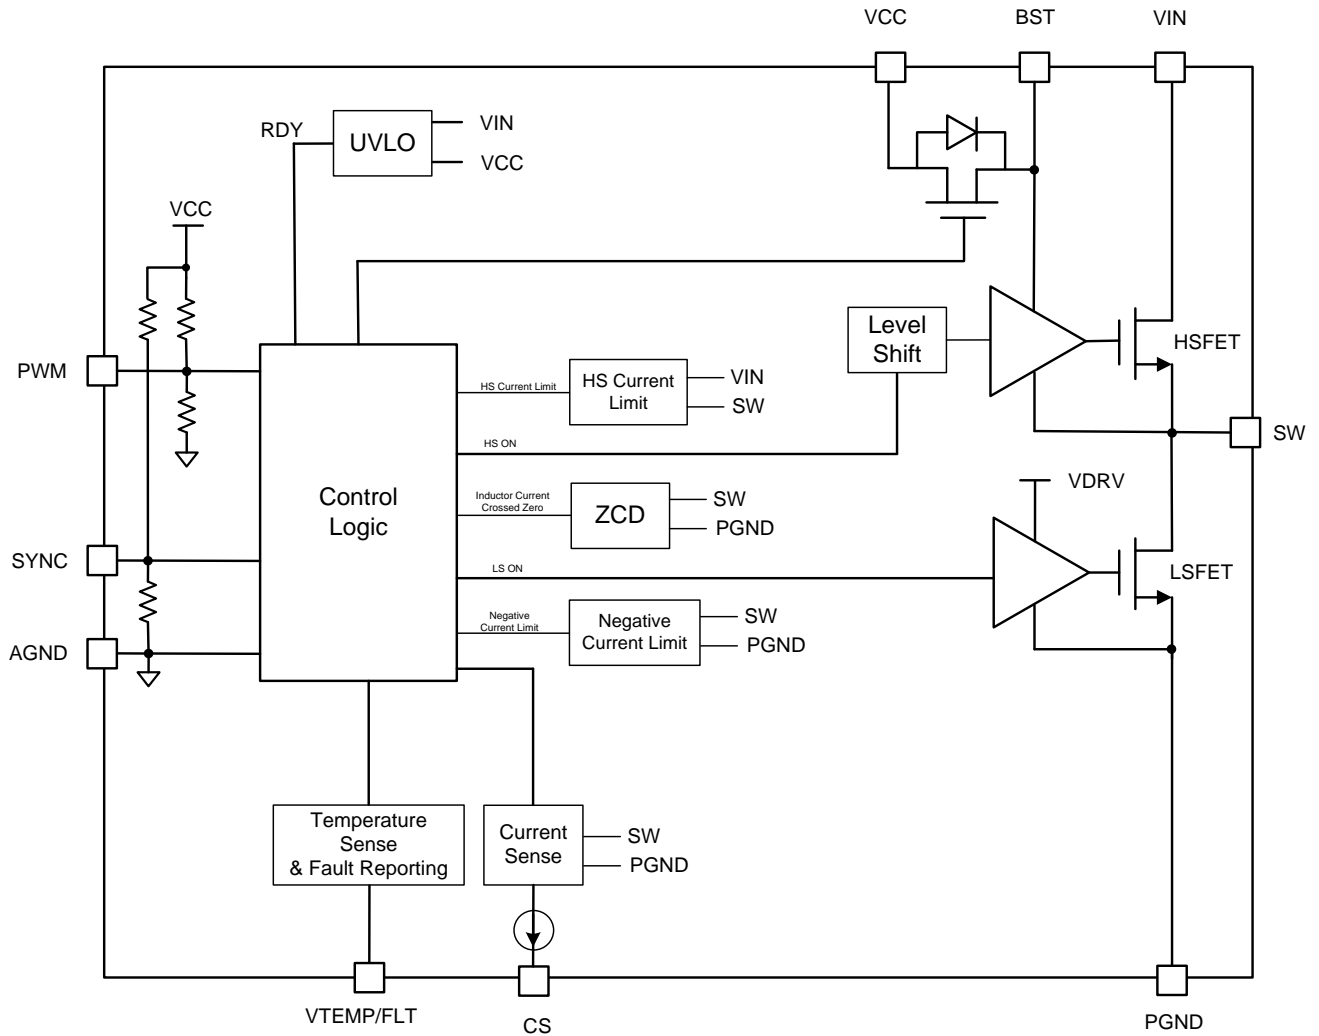 VCC
BST
VIN
RDY
UVLO
VIN
VCC
VCC
PWM
Level
Shift
HSFET
HS Current Limit
HS Current
Limit
VIN
SW
HS ON
SW
Control
Logic
Inductor Current
Crossed Zero
ZCD
SW
PGND
VDRV
SYNC
LS ON
LSFET
Negative
Current Limit
Negative
Current Limit
SW
PGND
AGND
Temperature
Sense
& Fault Reporting
Current
Sense
SW
PGND
VTEMP/FLT
CS
PGND